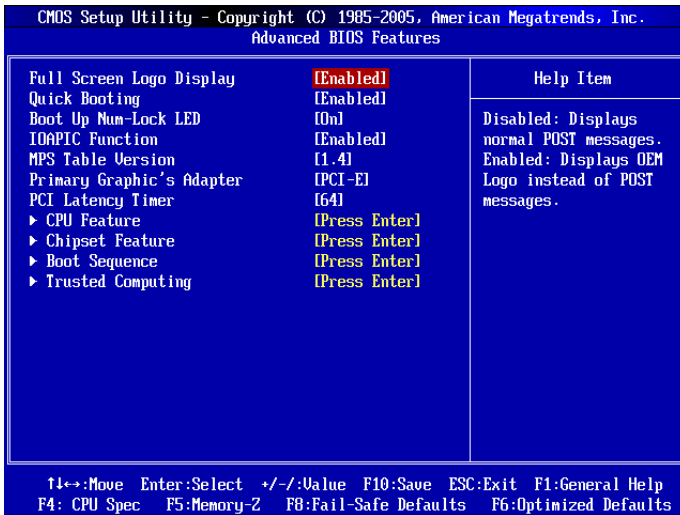 CMOS Setup Utility - Copyright (C) 1985-2005, American Megatrends, Inc.
Advanced BIOS Features
Full Screen Logo Display [Enabled]
Quick Booting [Enabled]
Boot Up Num-Lock LED [On]
IOAPIC Function [Enabled]
MPS Table Version [1.4]
Primary Graphic's Adapter [PCI-E]
PCI Latency Timer [64]
▶ CPU Feature [Press Enter]
▶ Chipset Feature [Press Enter]
▶ Boot Sequence [Press Enter]
▶ Trusted Computing [Press Enter]
Help Item
Disabled: Displays
normal POST messages.
Enabled: Displays OEM
Logo instead of POST
messages.
↑↓←→:Move Enter:Select +/-/:Value F10:Save ESC:Exit F1:General Help
F4: CPU Spec F5:Memory-Z F8:Fail-Safe Defaults F6:Optimized Defaults